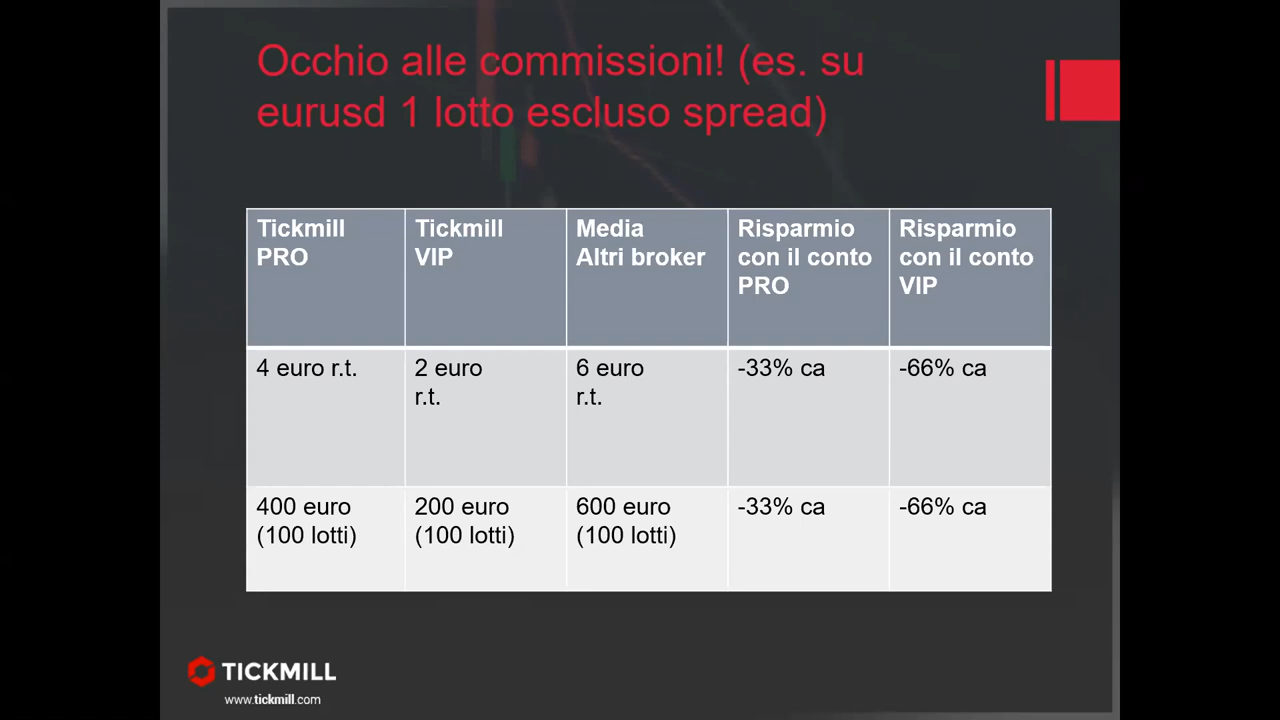 Occhio alle commissioni! (es. su
eurusd 1 lotto escluso spread)
Tickmill
PRO
Tickmill
VIP
Media
Altri broker
Risparmio
con il conto
PRO
Risparmio
con il conto
VIP
4 euro r.t.
2 euro
r.t.
6 euro
r.t.
-33% ca
-66% ca
400 euro
(100 lotti)
200 euro
(100 lotti)
600 euro
(100 lotti)
-33% ca
-66% ca
TICKMILL
www.tickmill.com